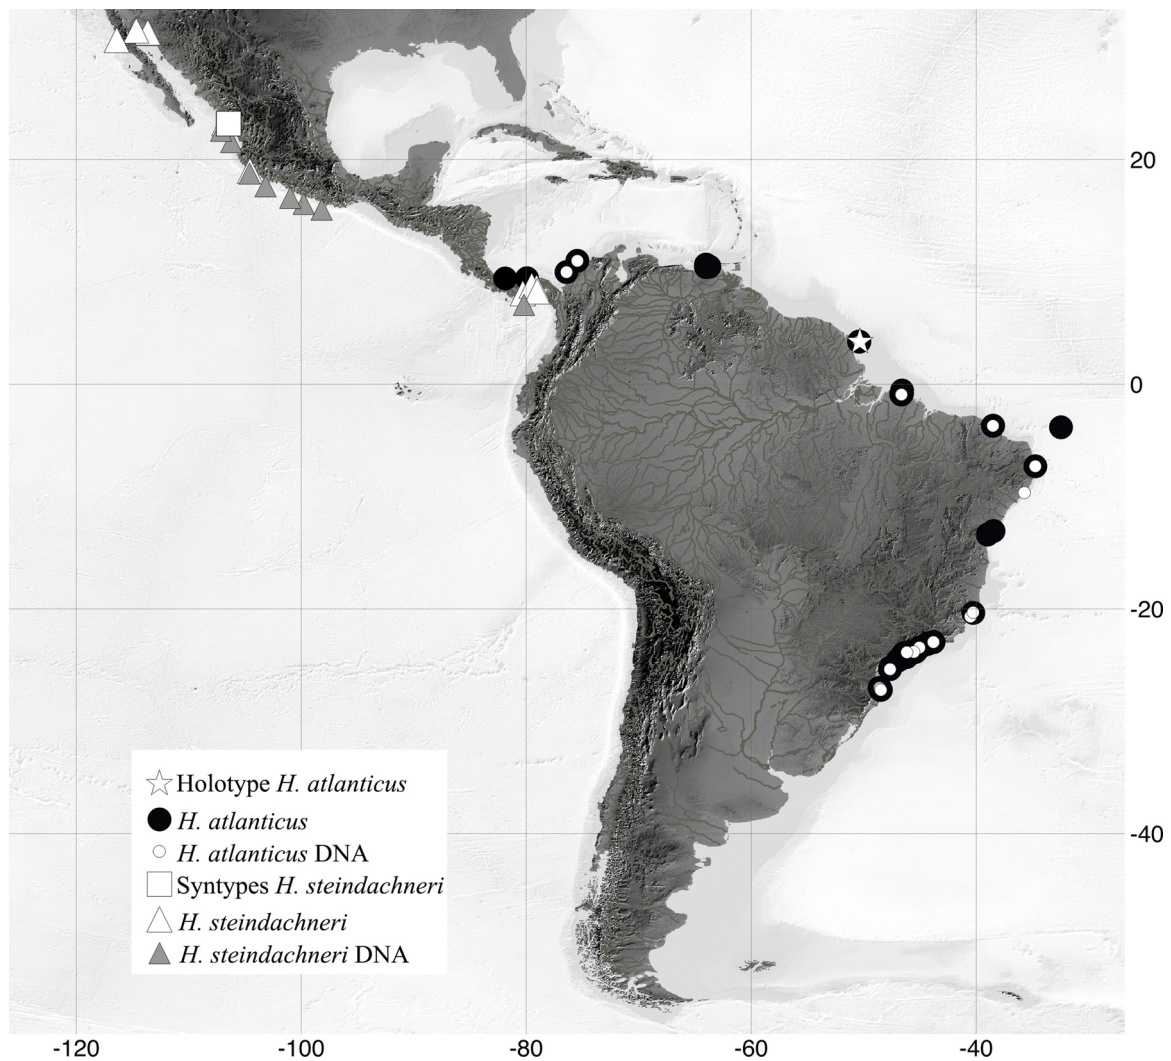 20
0
-20
-40
Holotype H. atlanticus
H. atlanticus
H. atlanticus DNA
Syntypes H. steindachneri
H. steindachneri
H. steindachneri DNA
-120 -100 -80 -60 -40